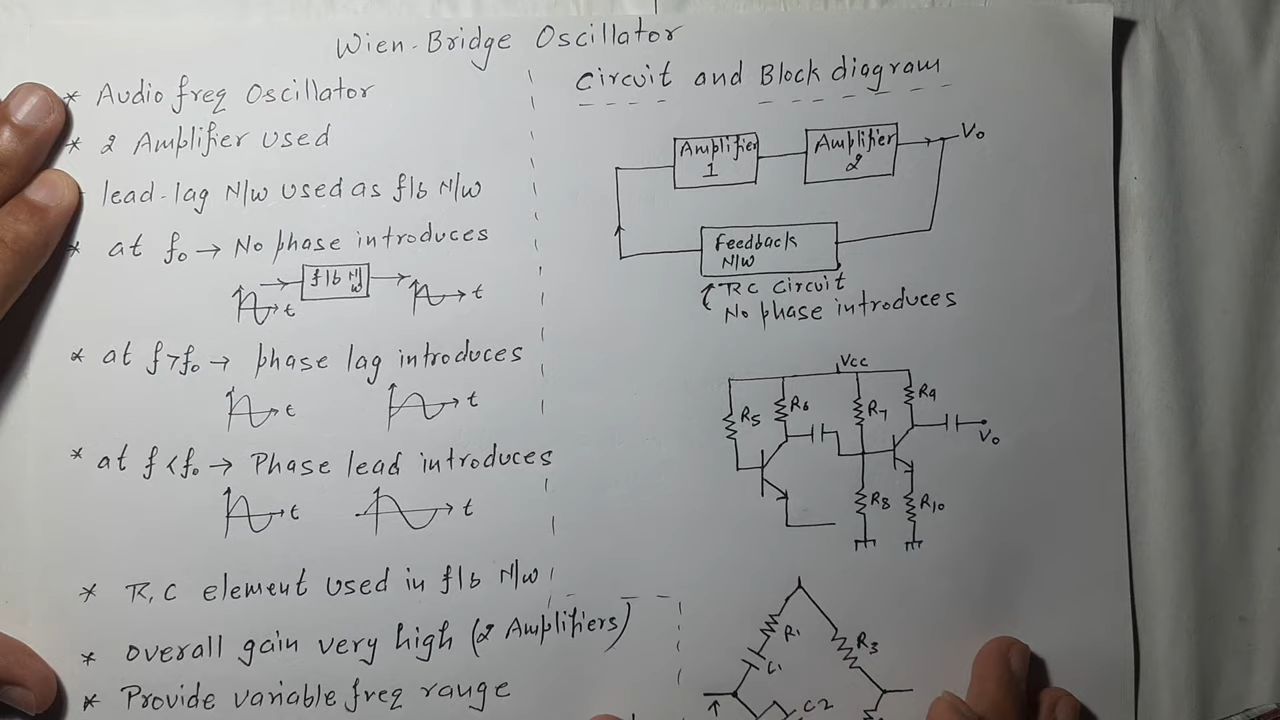 Wien-Bridge Oscillator
* Audio freq Oscillator
* 2 Amplifier used
lead-lag N/w used as f/b N/w
* at f₀ → No phase introduces
f/b N/w
t
t
* at f>f₀ → phase lag introduces
t
t
* at f<f₀ → Phase lead introduces
t
t
* R,C element used in f/b N/w
* overall gain very high (2 Amplifiers)
* Provide variable freq range
Circuit and Block diagram
Amplifier 1
Amplifier 2
V₀
Feedback
N/w
RC Circuit
No phase introduces
Vcc
R5
R6
R7
R9
V₀
R8
R10
R1
R3
C1
C2